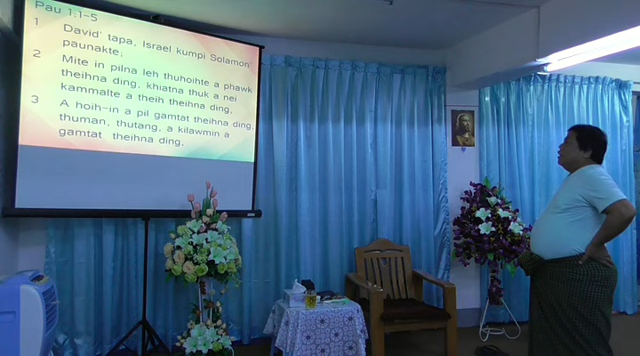 Pau 1:1-5
1 David' tapa, Israel kumpi Solamon'
paunakte;
2 Mite in pilna leh thuhoihte a phawk
theihna ding, khiatna thuk a nei
kammalte a theih theihna ding,
3 A hoih-in a pil gamtat theihna ding,
thuman, thutang, a kilawmin a
gamtat theihna ding,